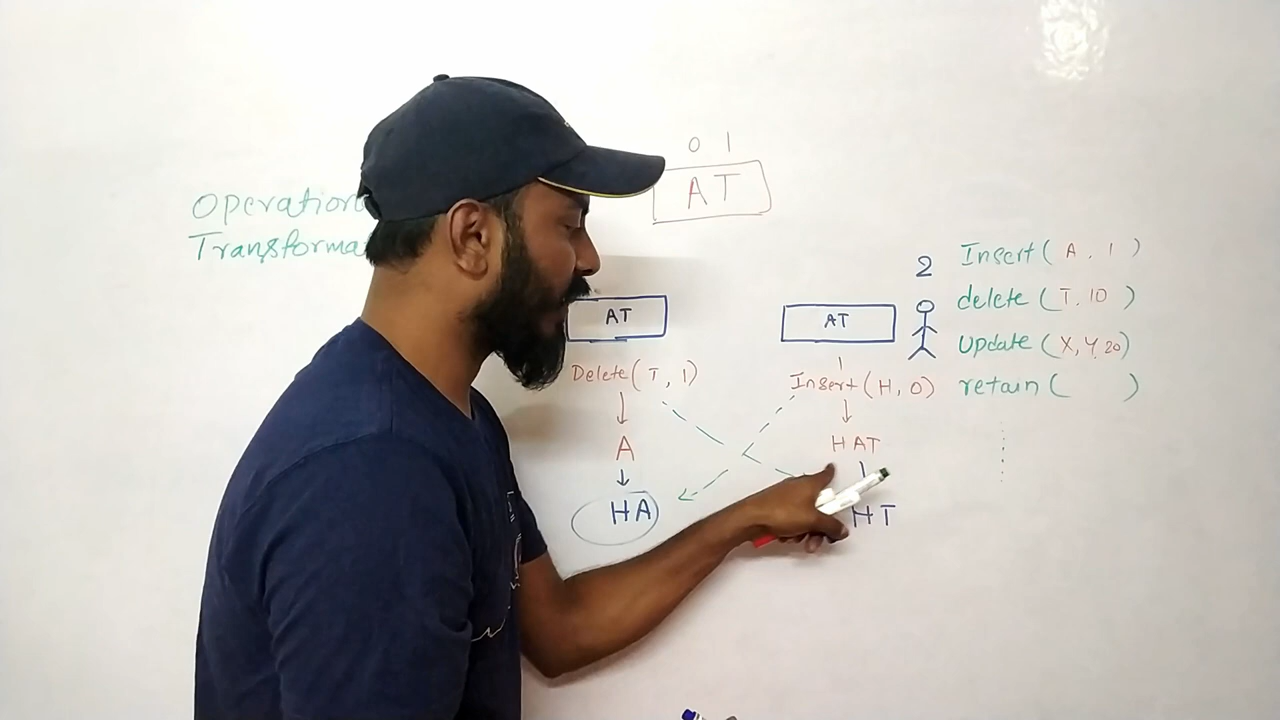 Operation
Transforma
0 1
AT
AT
Delete(T, 1)
A
HA
AT
Insert(H, 0)
HAT
HT
2
Insert(A, 1)
delete(T, 10)
Update(X, Y, 20)
retain( )